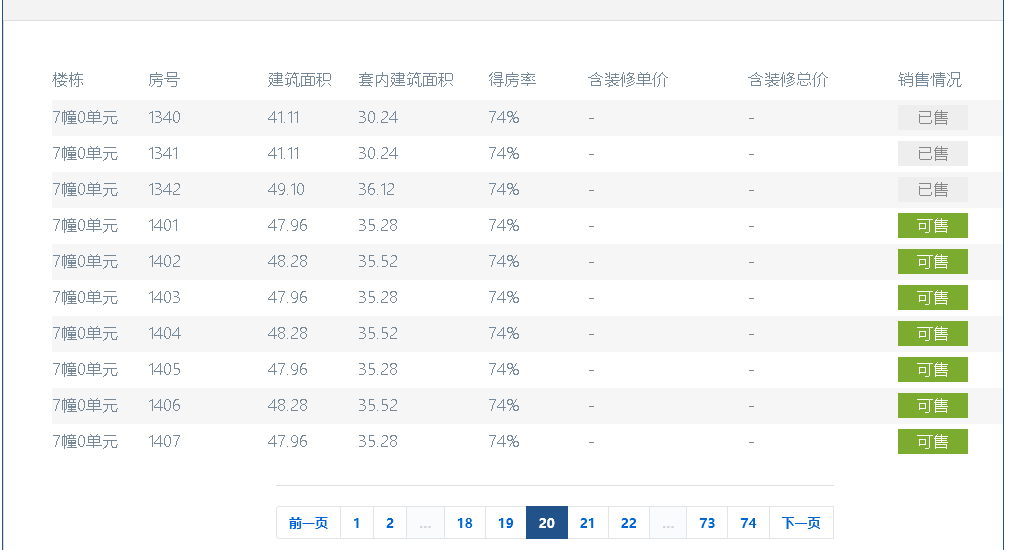 楼栋 房号 建筑面积 套内建筑面积 得房率 含装修单价 含装修总价 销售情况
7幢0单元 1340 41.11 30.24 74% - - 已售
7幢0单元 1341 41.11 30.24 74% - - 已售
7幢0单元 1342 49.10 36.12 74% - - 已售
7幢0单元 1401 47.96 35.28 74% - - 可售
7幢0单元 1402 48.28 35.52 74% - - 可售
7幢0单元 1403 47.96 35.28 74% - - 可售
7幢0单元 1404 48.28 35.52 74% - - 可售
7幢0单元 1405 47.96 35.28 74% - - 可售
7幢0单元 1406 48.28 35.52 74% - - 可售
7幢0单元 1407 47.96 35.28 74% - - 可售
前一页 1 2 ... 18 19 20 21 22 ... 73 74 下一页